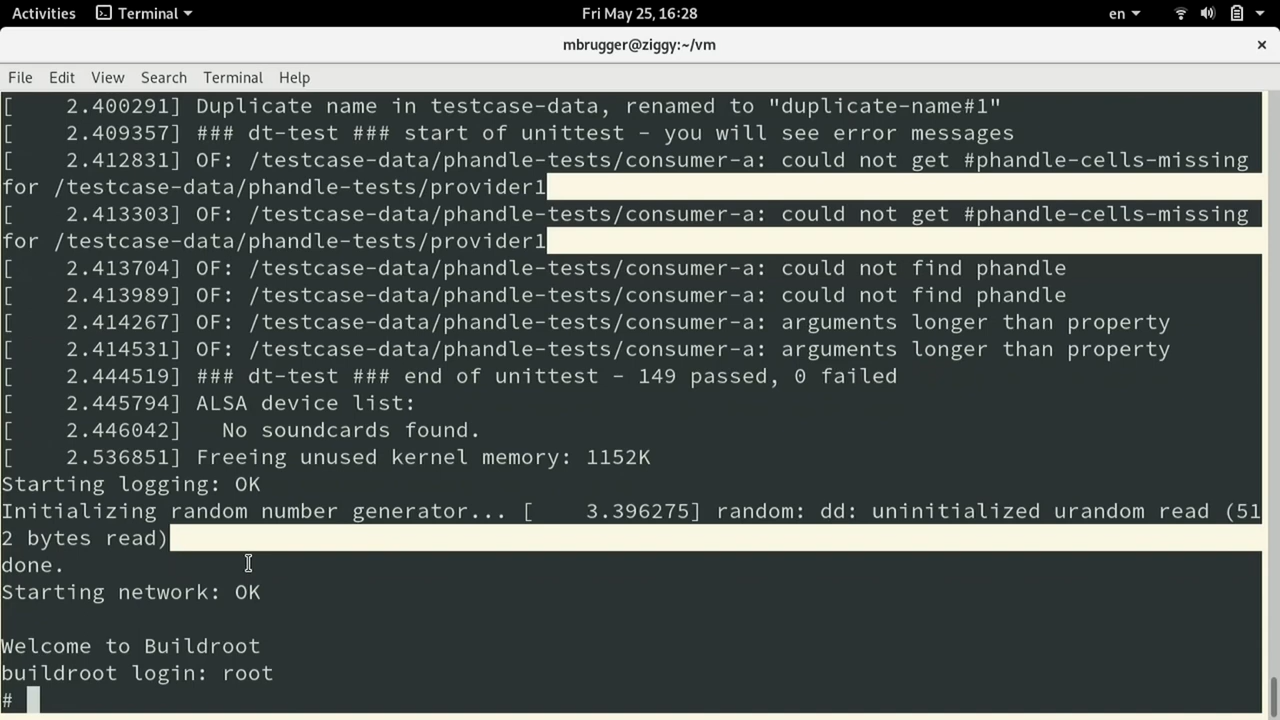 Activities Terminal Fri May 25, 16:28 en
mbrugger@ziggy:~/vm ×
File Edit View Search Terminal Help
[    2.400291] Duplicate name in testcase-data, renamed to "duplicate-name#1"
[    2.409357] ### dt-test ### start of unittest - you will see error messages
[    2.412831] OF: /testcase-data/phandle-tests/consumer-a: could not get #phandle-cells-missing
for /testcase-data/phandle-tests/provider1
[    2.413303] OF: /testcase-data/phandle-tests/consumer-a: could not get #phandle-cells-missing
for /testcase-data/phandle-tests/provider1
[    2.413704] OF: /testcase-data/phandle-tests/consumer-a: could not find phandle
[    2.413989] OF: /testcase-data/phandle-tests/consumer-a: could not find phandle
[    2.414267] OF: /testcase-data/phandle-tests/consumer-a: arguments longer than property
[    2.414531] OF: /testcase-data/phandle-tests/consumer-a: arguments longer than property
[    2.444519] ### dt-test ### end of unittest - 149 passed, 0 failed
[    2.445794] ALSA device list:
[    2.446042]   No soundcards found.
[    2.536851] Freeing unused kernel memory: 1152K
Starting logging: OK
Initializing random number generator... [    3.396275] random: dd: uninitialized urandom read (51
2 bytes read)
done.
Starting network: OK
Welcome to Buildroot
buildroot login: root
#